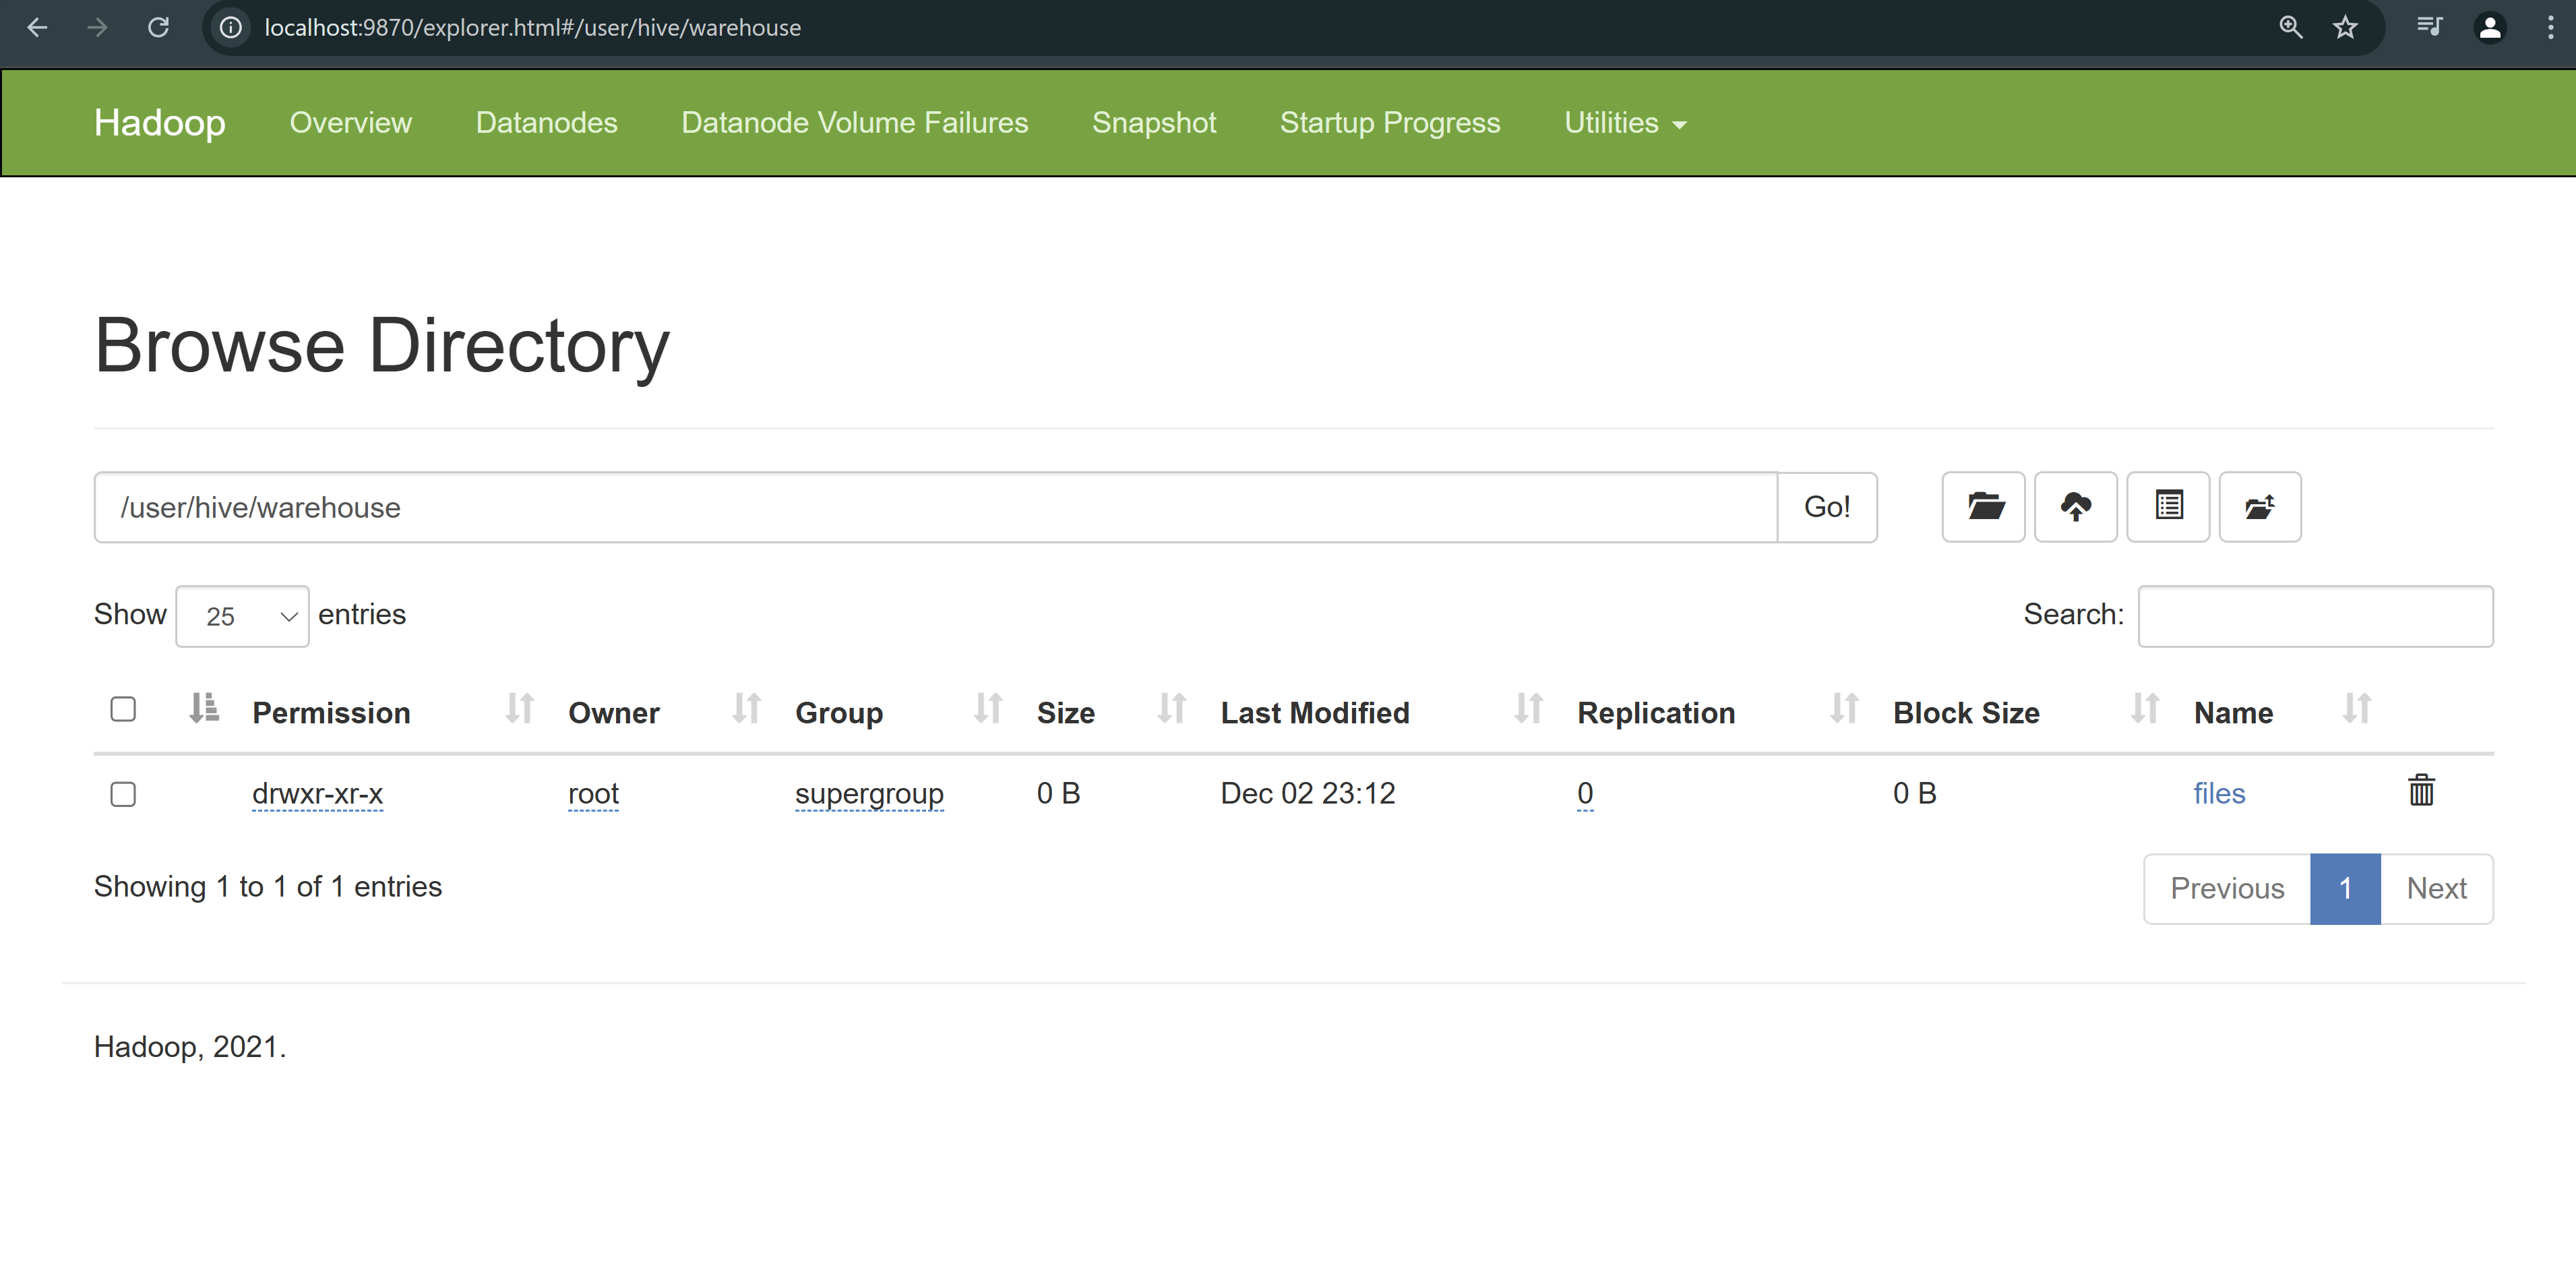 localhost:9870/explorer.html#/user/hive/warehouse
Hadoop Overview Datanodes Datanode Volume Failures Snapshot Startup Progress Utilities
Browse Directory
/user/hive/warehouse Go!
Show 25 entries Search:
Permission Owner Group Size Last Modified Replication Block Size Name
drwxr-xr-x root supergroup 0 B Dec 02 23:12 0 0 B files
Showing 1 to 1 of 1 entries Previous 1 Next
Hadoop, 2021.